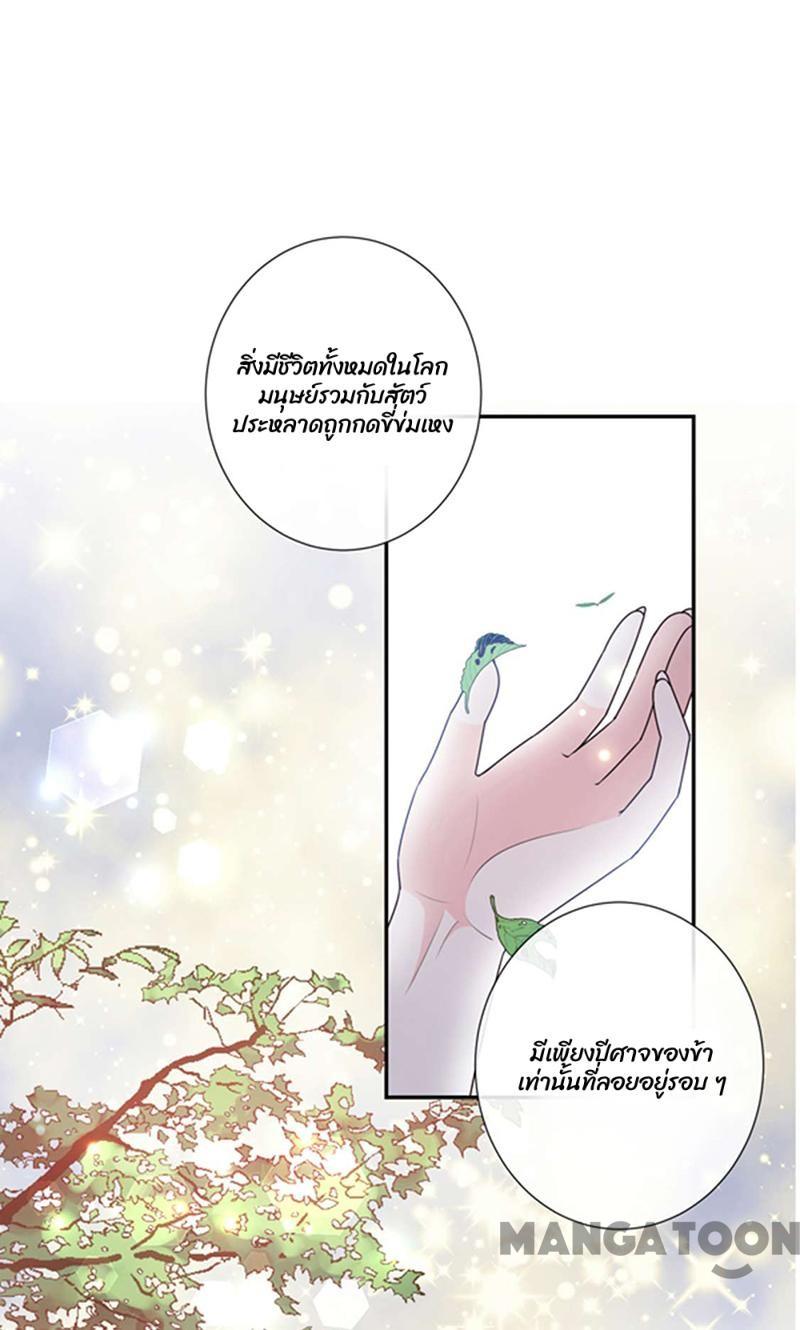 สิ่งมีชีวิตทั้งหมดในโลก
มนุษย์รวมกับสัตว์
ประหลาดถูกกดขี่ข่มเหง
มีเพียงปีศาจของข้า
เท่านั้นที่ลอยอยู่รอบ ๆ
MANGATOON